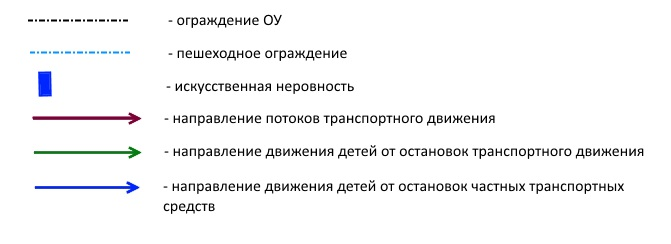 - ограждение ОУ
- пешеходное ограждение
- искусственная неровность
- направление потоков транспортного движения
- направление движения детей от остановок транспортного движения
- направление движения детей от остановок частных транспортных
средств